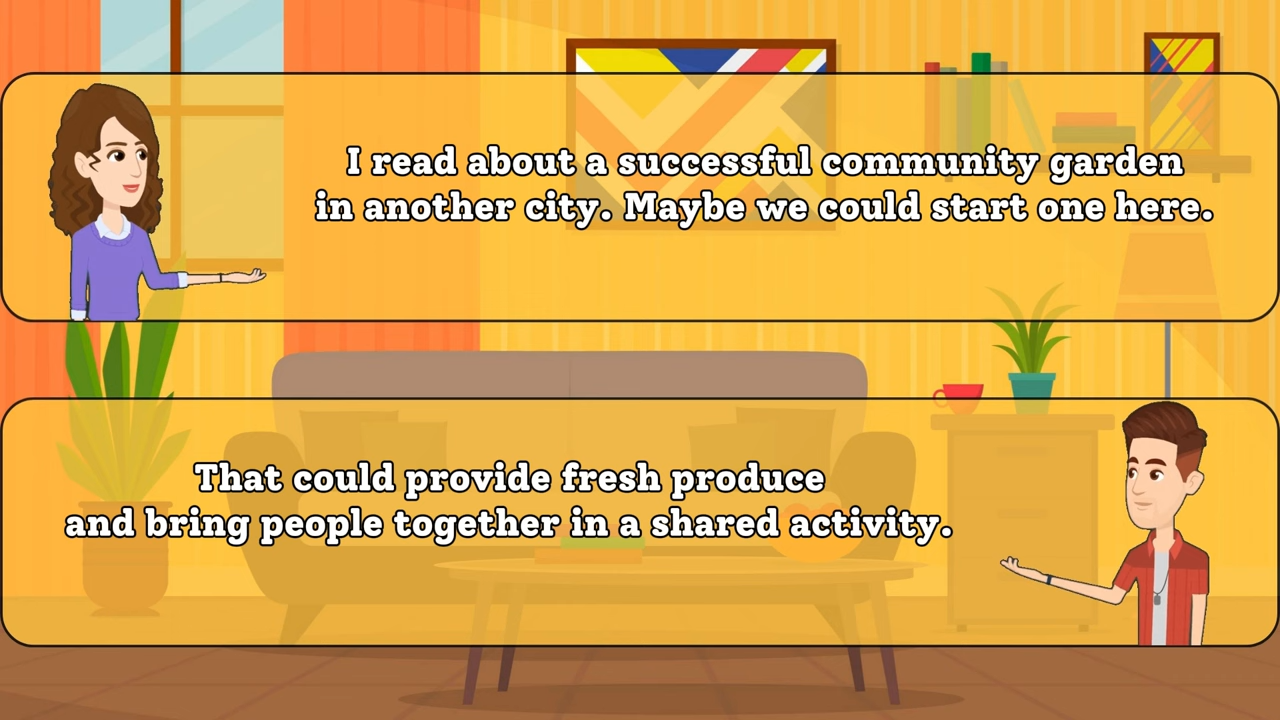 I read about a successful community garden
in another city. Maybe we could start one here.
That could provide fresh produce
and bring people together in a shared activity.